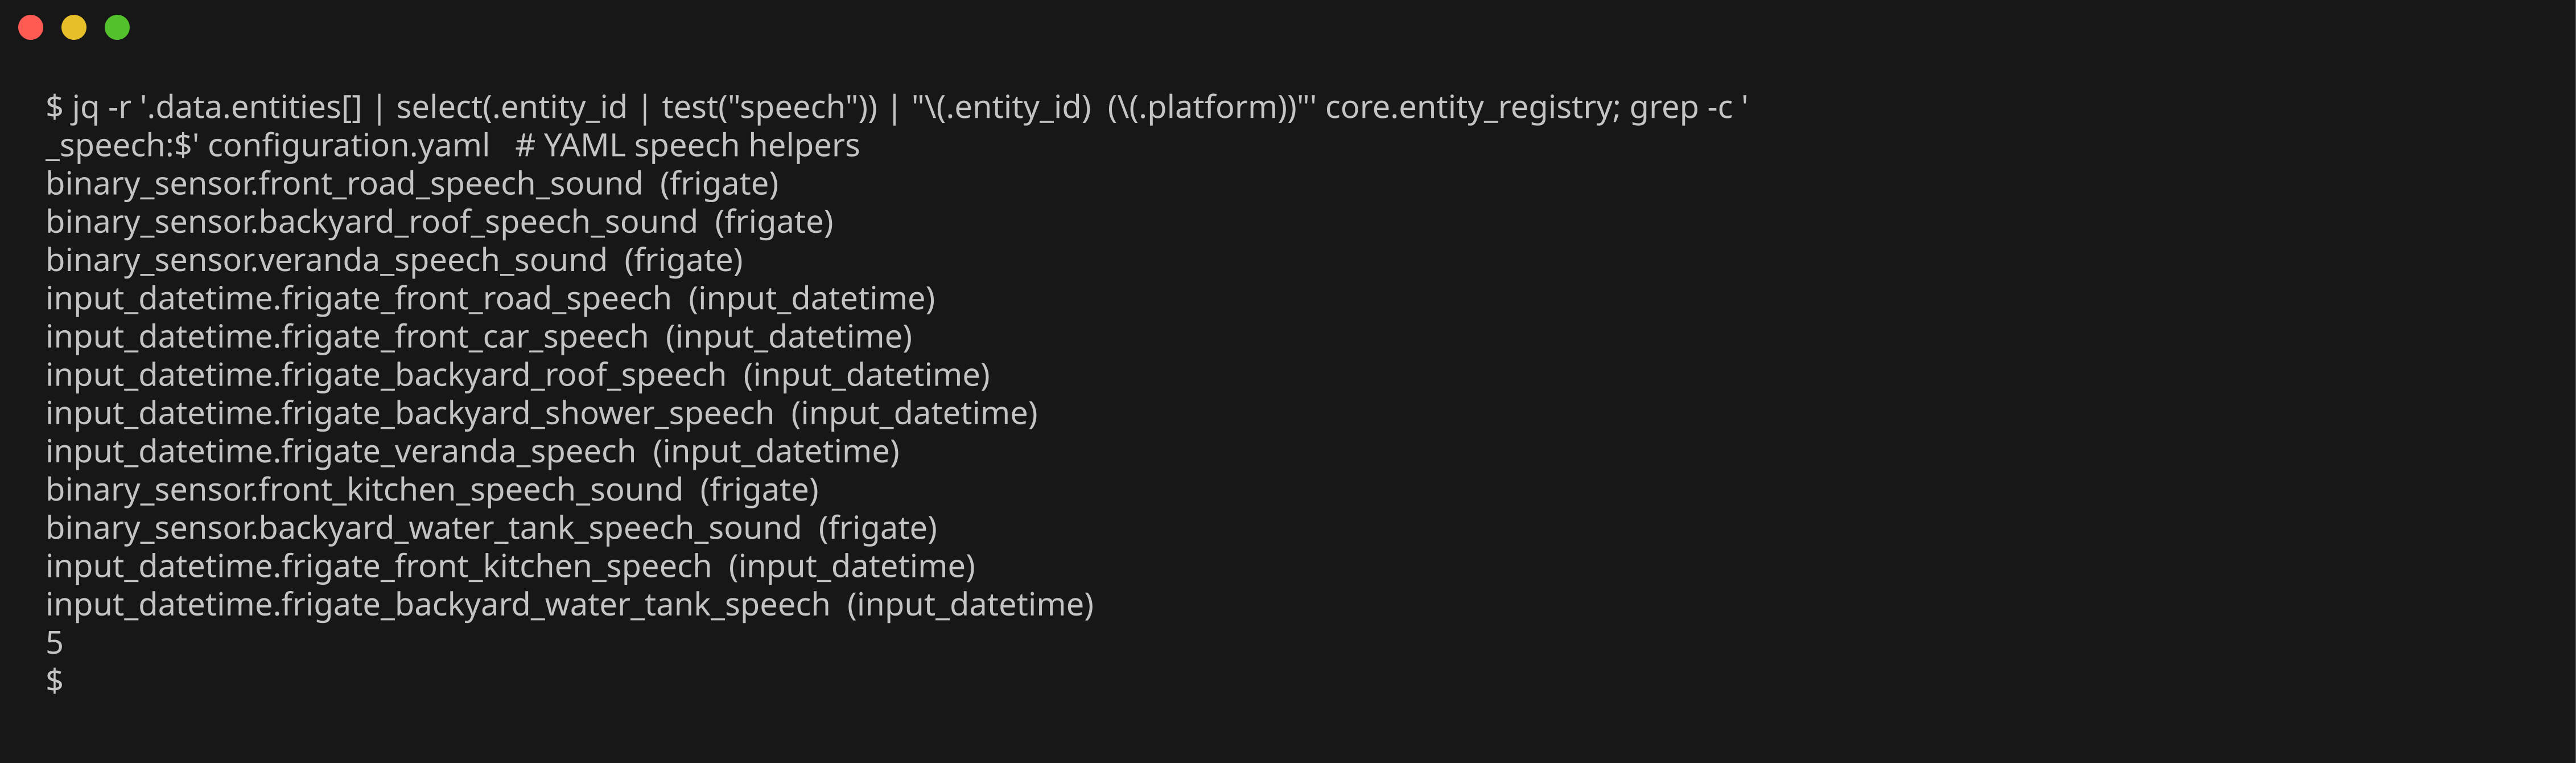 $ jq -r '.data.entities[] | select(.entity_id | test("speech")) | "\(.entity_id)  (\(.platform))"' core.entity_registry; grep -c '
_speech:$' configuration.yaml   # YAML speech helpers
binary_sensor.front_road_speech_sound  (frigate)
binary_sensor.backyard_roof_speech_sound  (frigate)
binary_sensor.veranda_speech_sound  (frigate)
input_datetime.frigate_front_road_speech  (input_datetime)
input_datetime.frigate_front_car_speech  (input_datetime)
input_datetime.frigate_backyard_roof_speech  (input_datetime)
input_datetime.frigate_backyard_shower_speech  (input_datetime)
input_datetime.frigate_veranda_speech  (input_datetime)
binary_sensor.front_kitchen_speech_sound  (frigate)
binary_sensor.backyard_water_tank_speech_sound  (frigate)
input_datetime.frigate_front_kitchen_speech  (input_datetime)
input_datetime.frigate_backyard_water_tank_speech  (input_datetime)
5
$